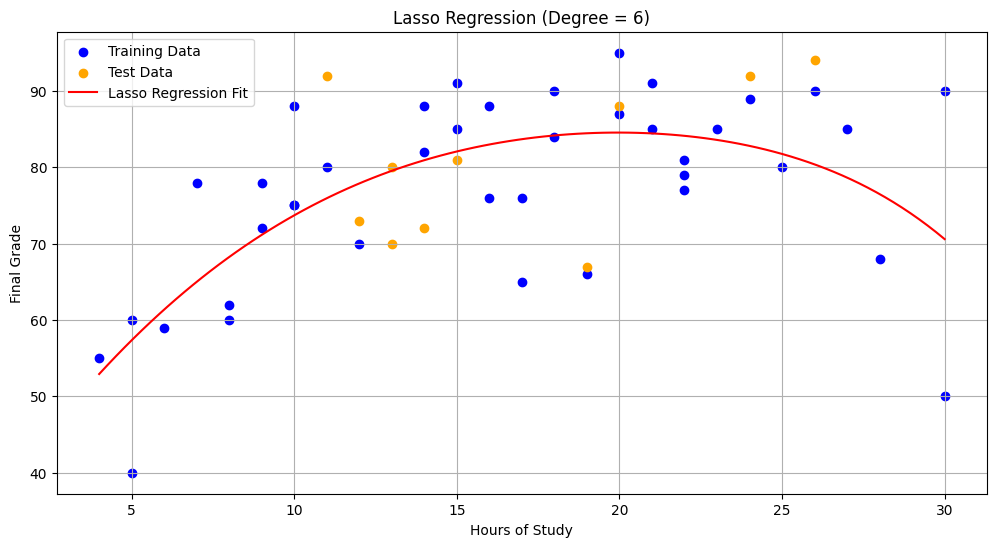 Lasso Regression (Degree = 6)
Training Data
Test Data
Lasso Regression Fit
Final Grade
90
80
70
60
50
40
5 10 15 20 25 30
Hours of Study